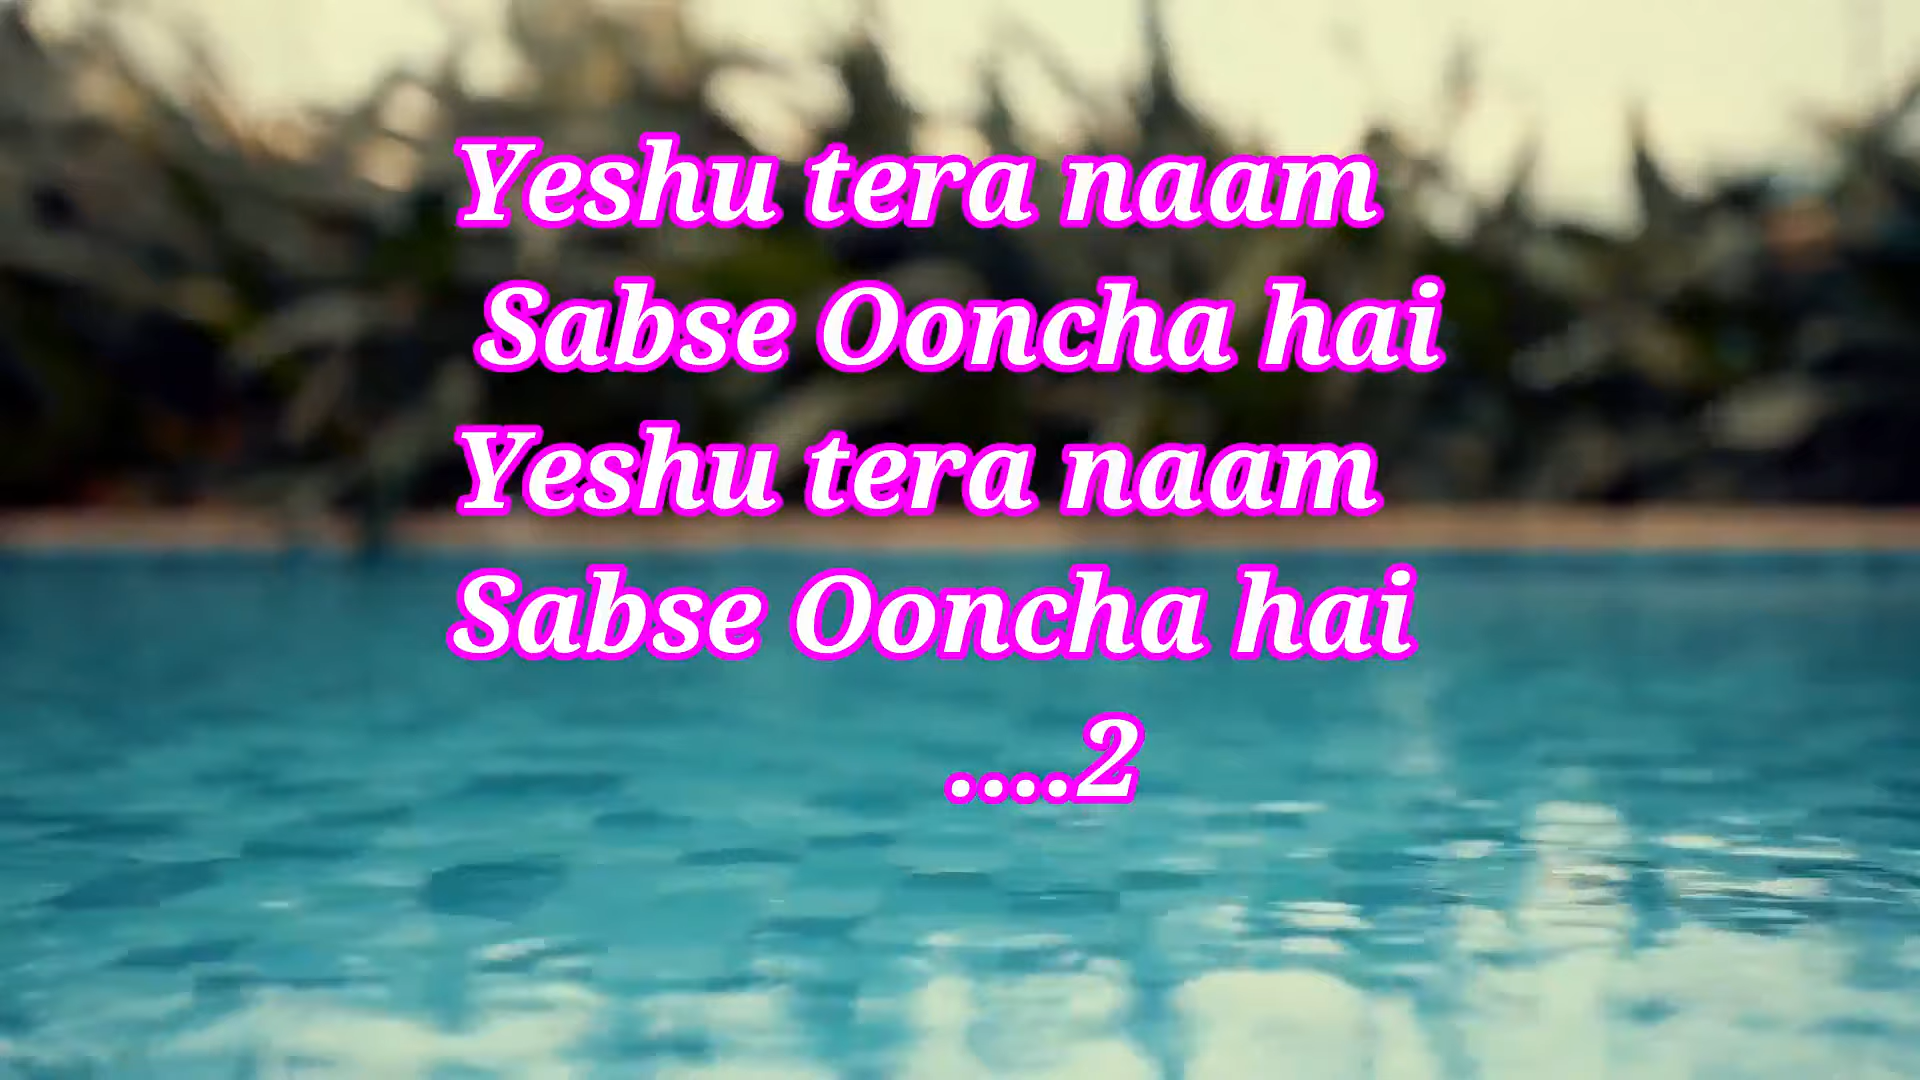 Yeshu tera naam
Sabse Ooncha hai
Yeshu tera naam
Sabse Ooncha hai
....2